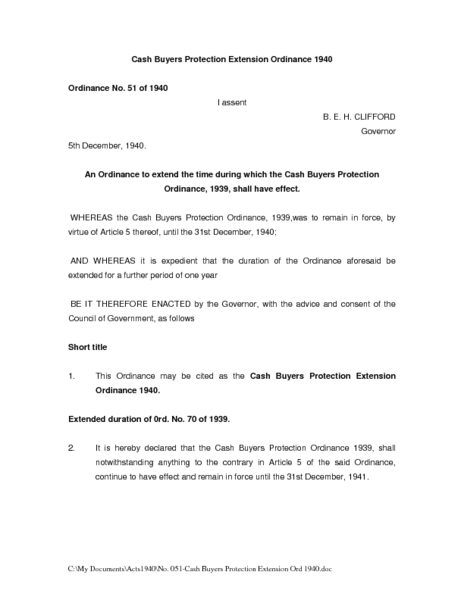 Cash Buyers Protection Extension Ordinance 1940
Ordinance No. 51 of 1940
I assent
B. E. H. CLIFFORD
Governor
5th December, 1940.
An Ordinance to extend the time during which the Cash Buyers Protection
Ordinance, 1939, shall have effect.
WHEREAS the Cash Buyers Protection Ordinance, 1939,was to remain in force, by
virtue of Article 5 thereof, until the 31st December, 1940;
AND WHEREAS it is expedient that the duration of the Ordinance aforesaid be
extended for a further period of one year
BE IT THEREFORE ENACTED by the Governor, with the advice and consent of the
Council of Government, as follows
Short title
1. This Ordinance may be cited as the Cash Buyers Protection Extension
Ordinance 1940.
Extended duration of 0rd. No. 70 of 1939.
2. It is hereby declared that the Cash Buyers Protection Ordinance 1939, shall
notwithstanding anything to the contrary in Article 5 of the said Ordinance,
continue to have effect and remain in force until the 31st December, 1941.
C:\My Documents\Acts1940\No. 051-Cash Buyers Protection Extension Ord 1940.doc